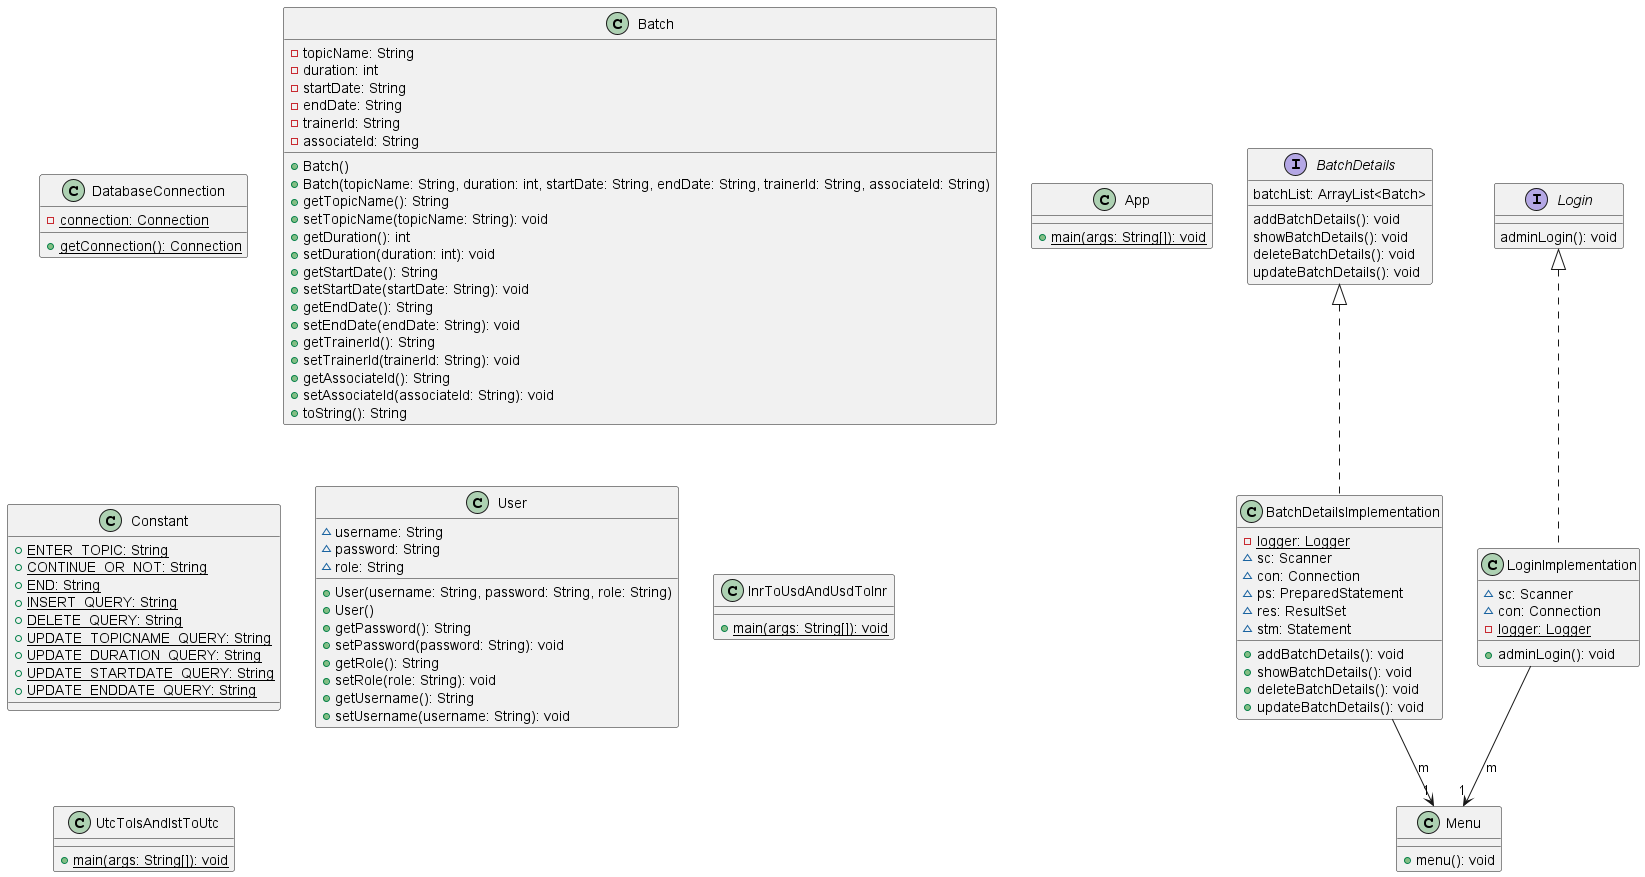 Batch
topicName: String
duration: int
startDate: String
endDate: String
trainerId: String
associateId: String
Batch()
Batch(topicName: String, duration: int, startDate: String, endDate: String, trainerId: String, associateId: String)
getTopicName(): String
setTopicName(topicName: String): void
getDuration(): int
setDuration(duration: int): void
getStartDate(): String
setStartDate(startDate: String): void
getEndDate(): String
setEndDate(endDate: String): void
getTrainerId(): String
setTrainerId(trainerId: String): void
getAssociateId(): String
setAssociateId(associateId: String): void
toString(): String
DatabaseConnection
connection: Connection
getConnection(): Connection
App
main(args: String[]): void
BatchDetails
batchList: ArrayList<Batch>
addBatchDetails(): void
showBatchDetails(): void
deleteBatchDetails(): void
updateBatchDetails(): void
Login
adminLogin(): void
Constant
ENTER_TOPIC: String
CONTINUE_OR_NOT: String
END: String
INSERT_QUERY: String
DELETE_QUERY: String
UPDATE_TOPICNAME_QUERY: String
UPDATE_DURATION_QUERY: String
UPDATE_STARTDATE_QUERY: String
UPDATE_ENDDATE_QUERY: String
User
username: String
password: String
role: String
User(username: String, password: String, role: String)
User()
getPassword(): String
setPassword(password: String): void
getRole(): String
setRole(role: String): void
getUsername(): String
setUsername(username: String): void
InrToUsdAndUsdToInr
main(args: String[]): void
BatchDetailsImplementation
logger: Logger
sc: Scanner
con: Connection
ps: PreparedStatement
res: ResultSet
stm: Statement
addBatchDetails(): void
showBatchDetails(): void
deleteBatchDetails(): void
updateBatchDetails(): void
LoginImplementation
sc: Scanner
con: Connection
logger: Logger
adminLogin(): void
m
1
m
1
UtcToIsAndIstToUtc
main(args: String[]): void
Menu
menu(): void